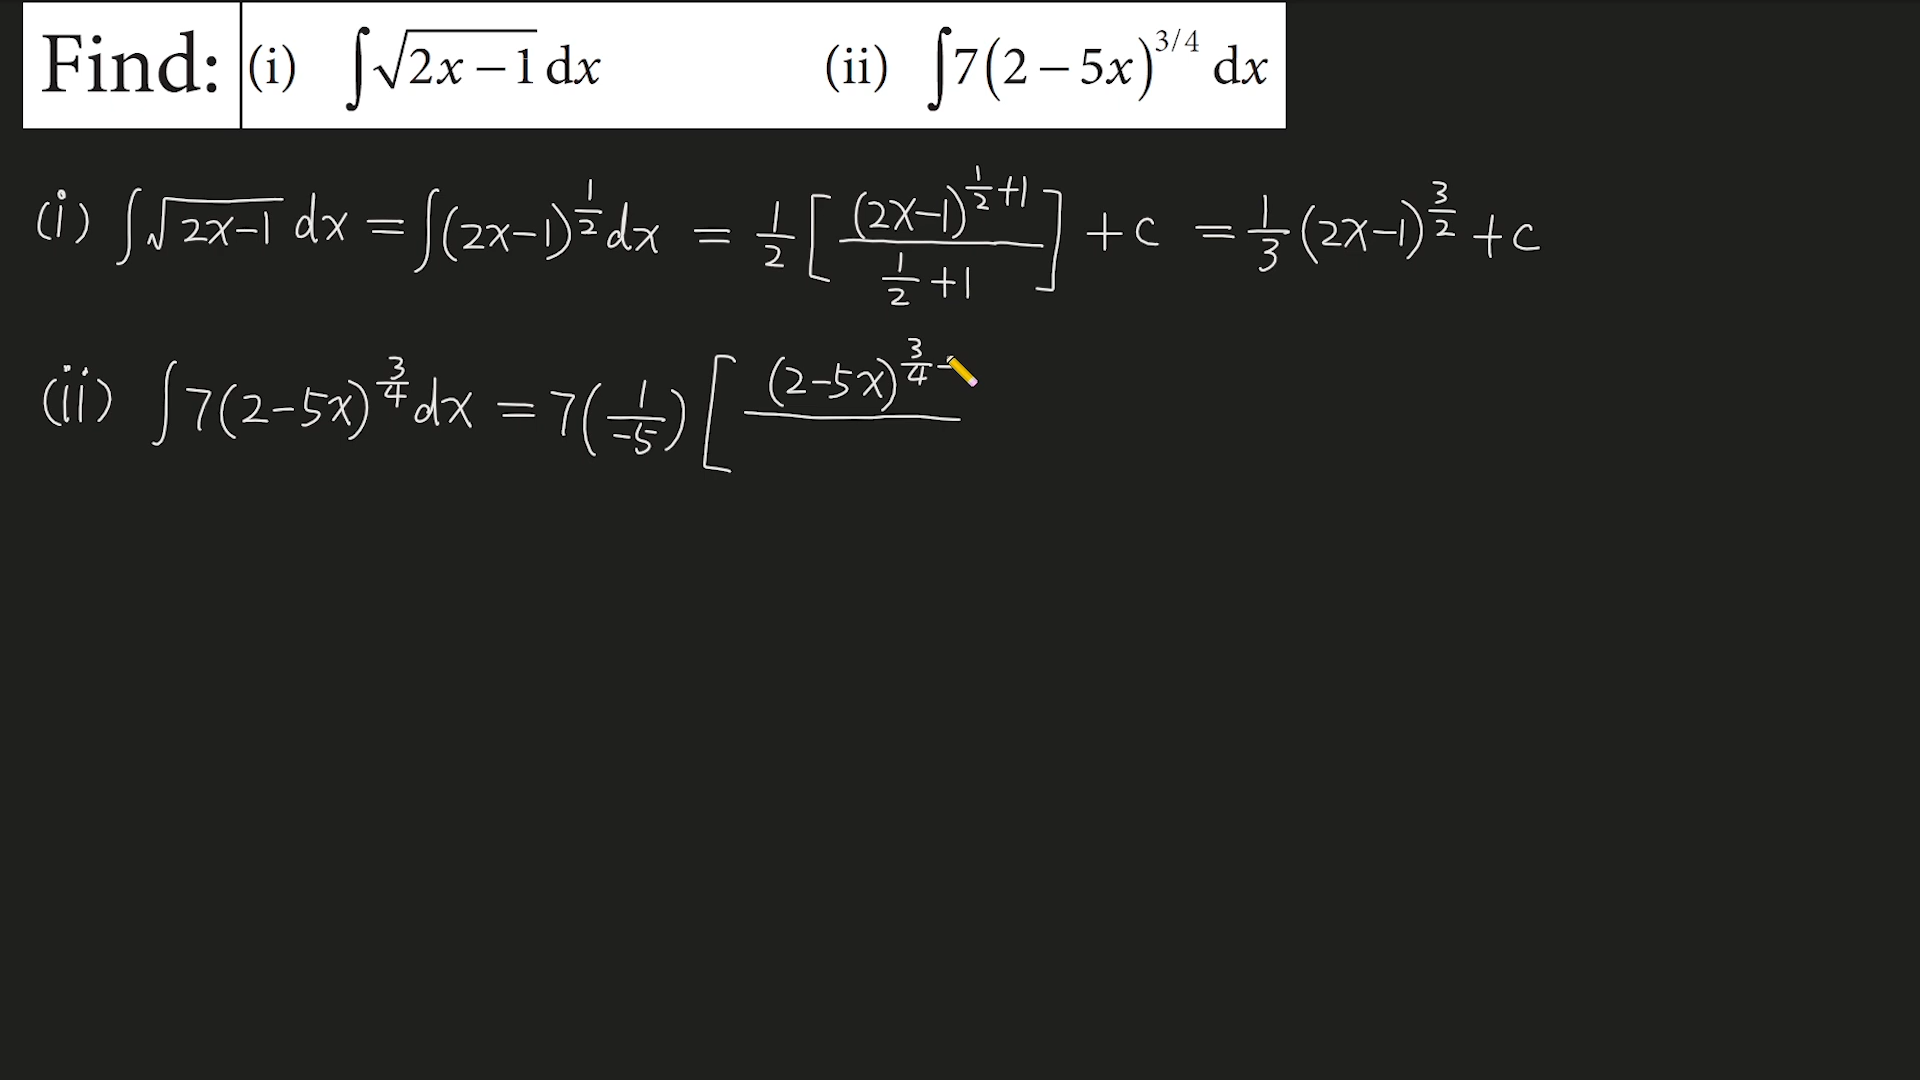 Find: (i) ∫√(2x – 1) dx (ii) ∫7(2 – 5x)^{3/4} dx
(i) ∫√(2x-1) dx = ∫(2x-1)^{1/2} dx = 1/2 [ (2x-1)^{1/2+1} / (1/2+1) ] + c = 1/3 (2x-1)^{3/2} + c
(ii) ∫7(2-5x)^{3/4} dx = 7(1/-5) [ (2-5x)^{3/4 -